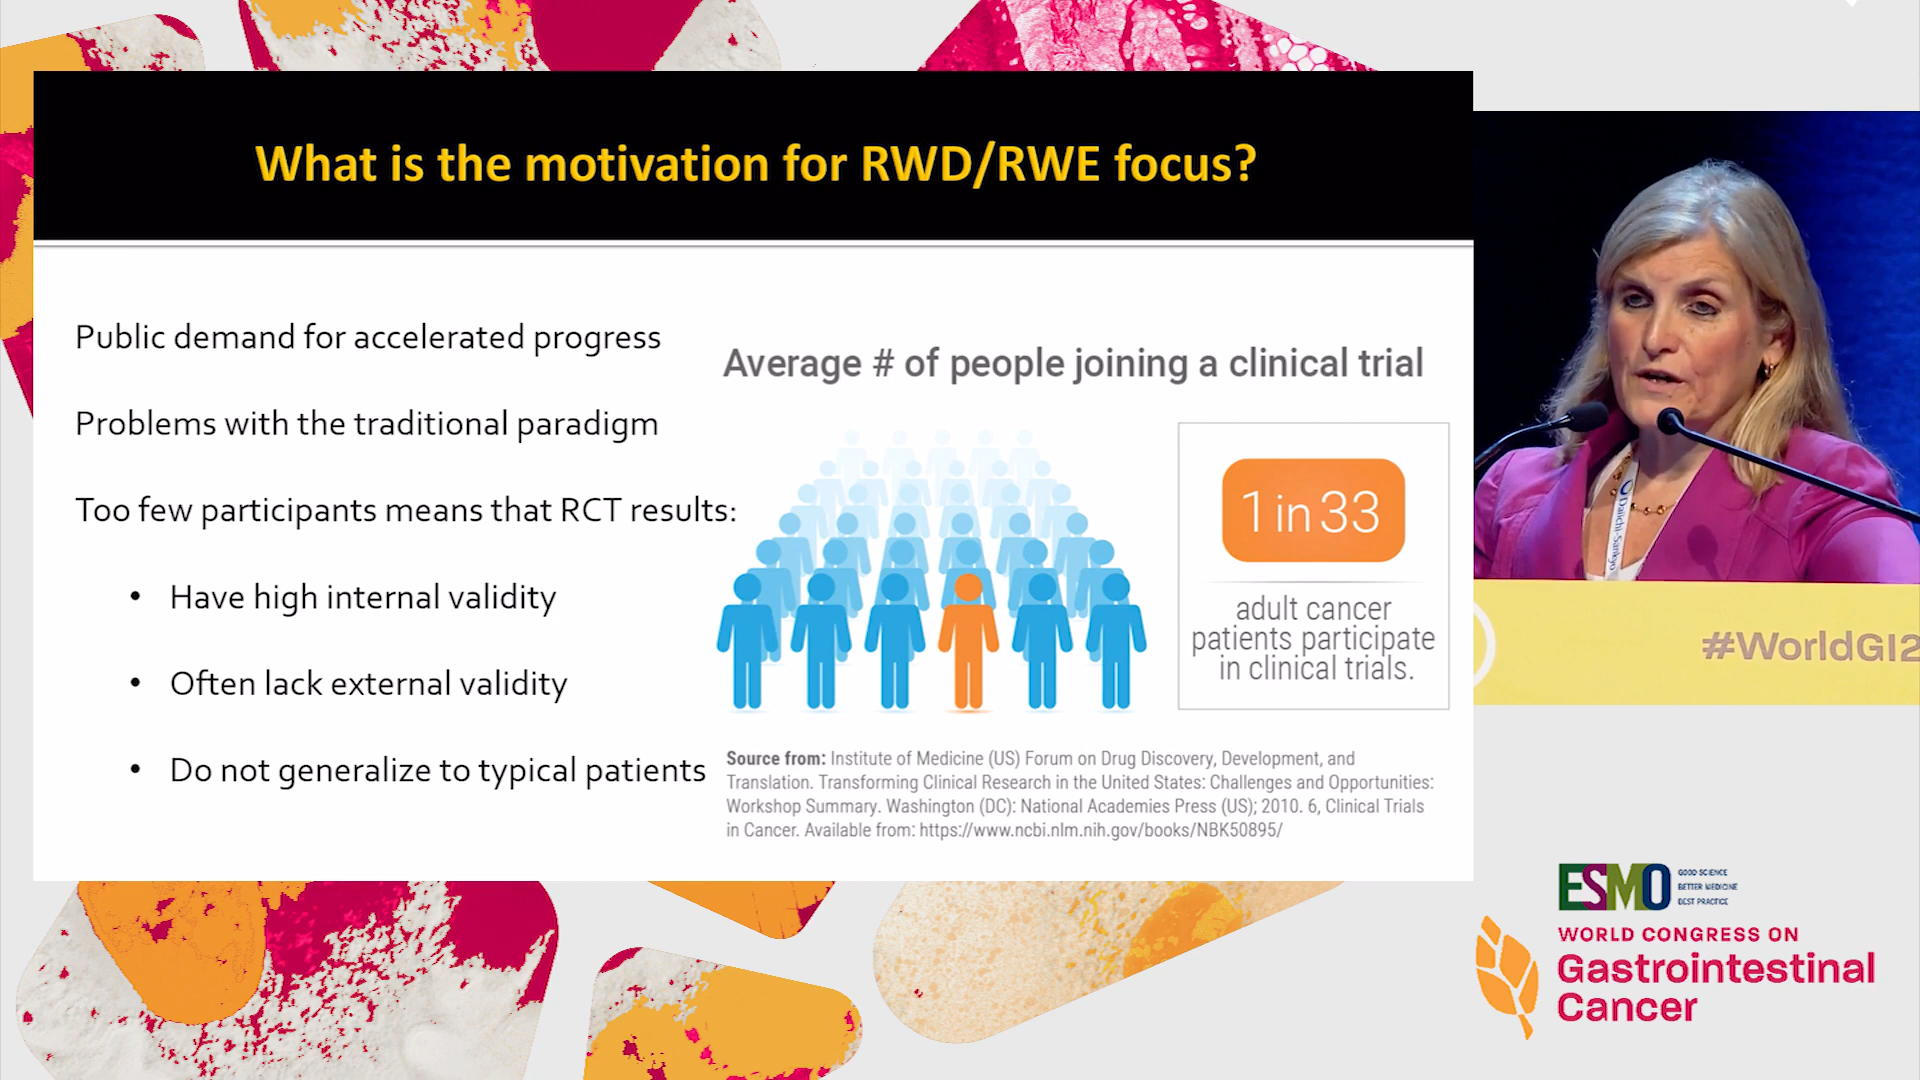 What is the motivation for RWD/RWE focus?
Public demand for accelerated progress
Problems with the traditional paradigm
Too few participants means that RCT results:
• Have high internal validity
• Often lack external validity
• Do not generalize to typical patients
Average # of people joining a clinical trial
1 in 33
adult cancer
patients participate
in clinical trials.
Source from: Institute of Medicine (US) Forum on Drug Discovery, Development, and
Translation. Transforming Clinical Research in the United States: Challenges and Opportunities:
Workshop Summary. Washington (DC): National Academies Press (US); 2010. 6, Clinical Trials
in Cancer. Available from: https://www.ncbi.nlm.nih.gov/books/NBK50895/
Daiichi-Sankyo
#WorldGI2
ESMO
GOOD SCIENCE
BETTER MEDICINE
BEST PRACTICE
WORLD CONGRESS ON
Gastrointestinal
Cancer